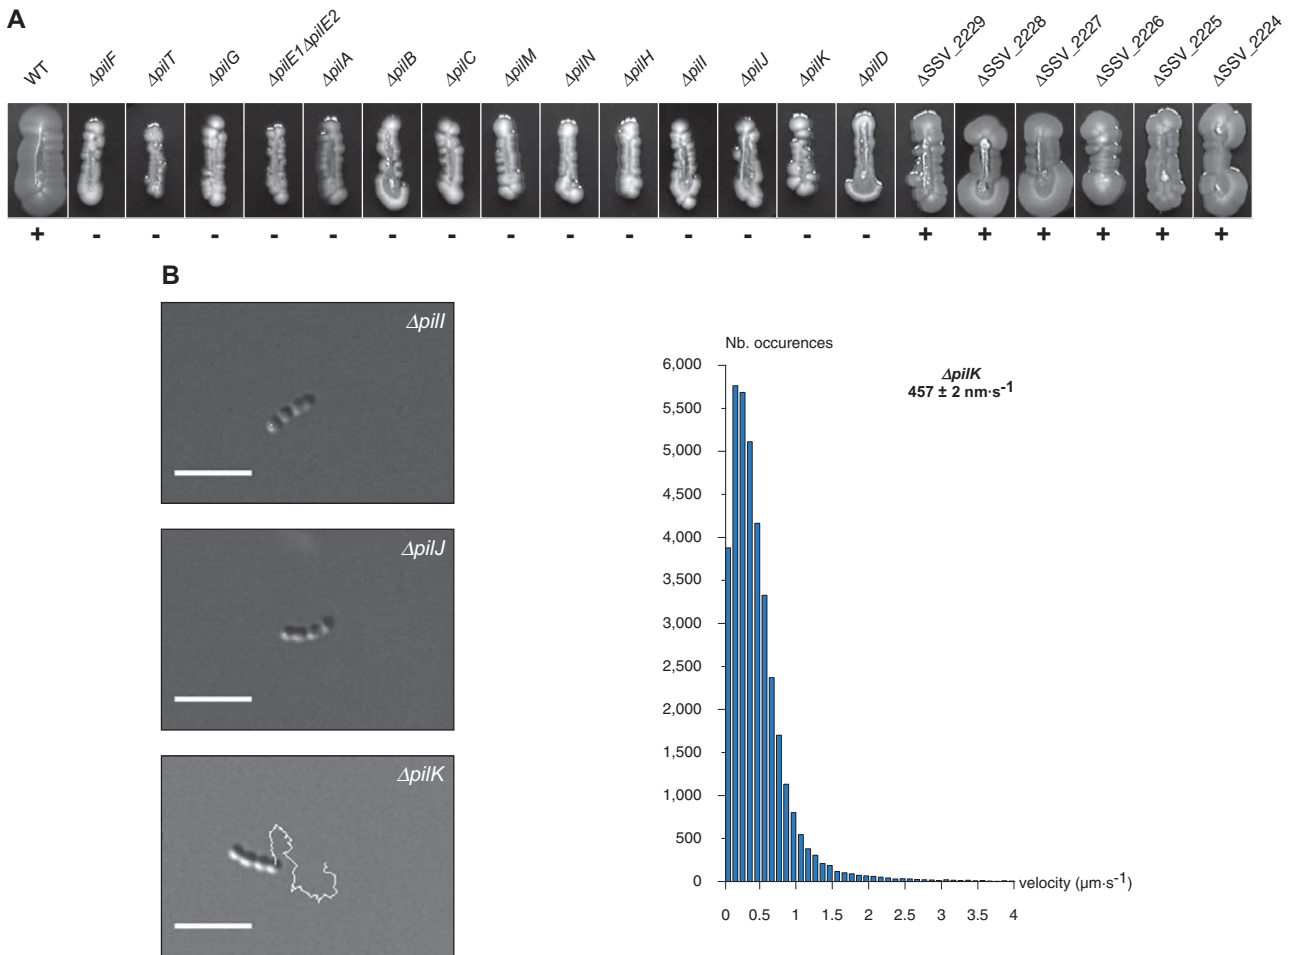 A
WT ΔpilF ΔpilT ΔpilG ΔpilE1ΔpilE2 ΔpilA ΔpilB ΔpilC ΔpilM ΔpilN ΔpilH ΔpilI ΔpilJ ΔpilK ΔpilD ΔSSV_2229 ΔSSV_2228 ΔSSV_2227 ΔSSV_2226 ΔSSV_2225 ΔSSV_2224
+ - - - - - - - - - - - - - - + + + + + +
B
ΔpilI
ΔpilJ
ΔpilK
Nb. occurences
ΔpilK
457 ± 2 nm·s⁻¹
6,000
5,500
5,000
4,500
4,000
3,500
3,000
2,500
2,000
1,500
1,000
500
0
velocity (µm·s⁻¹)
0 0.5 1 1.5 2 2.5 3 3.5 4